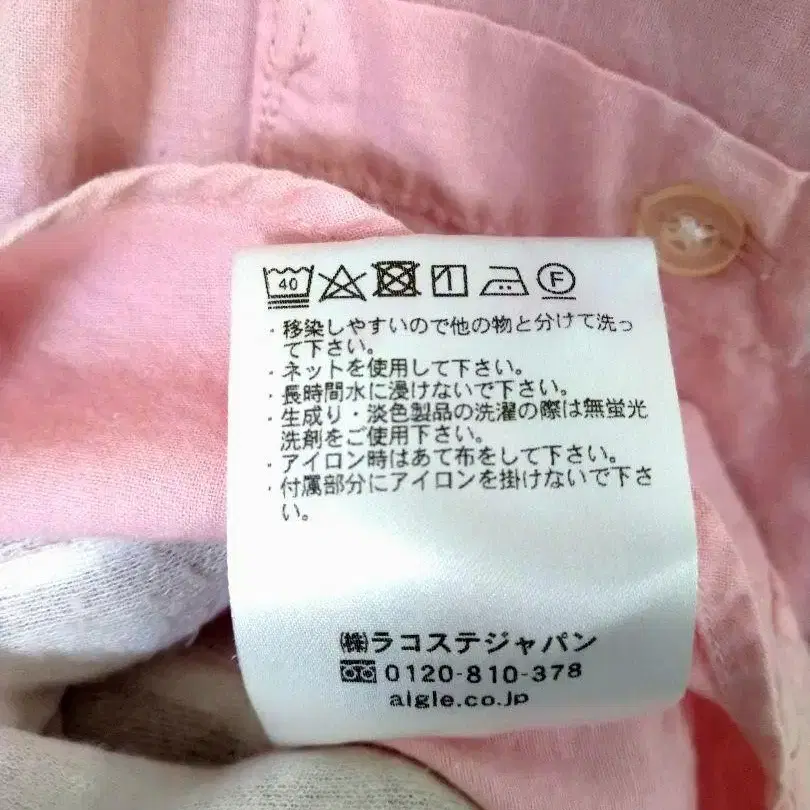 40
F
・移染しやすいので他の物と分けて洗っ
て下さい。
・ネットを使用して下さい。
・長時間水に浸けないで下さい。
・生成り・淡色製品の洗濯の際は無蛍光
洗剤をご使用下さい。
・アイロン時はあて布をして下さい。
・付属部分にアイロンを掛けないで下さ
い。
㈱ラコステジャパン
0120-810-378
aigle.co.jp